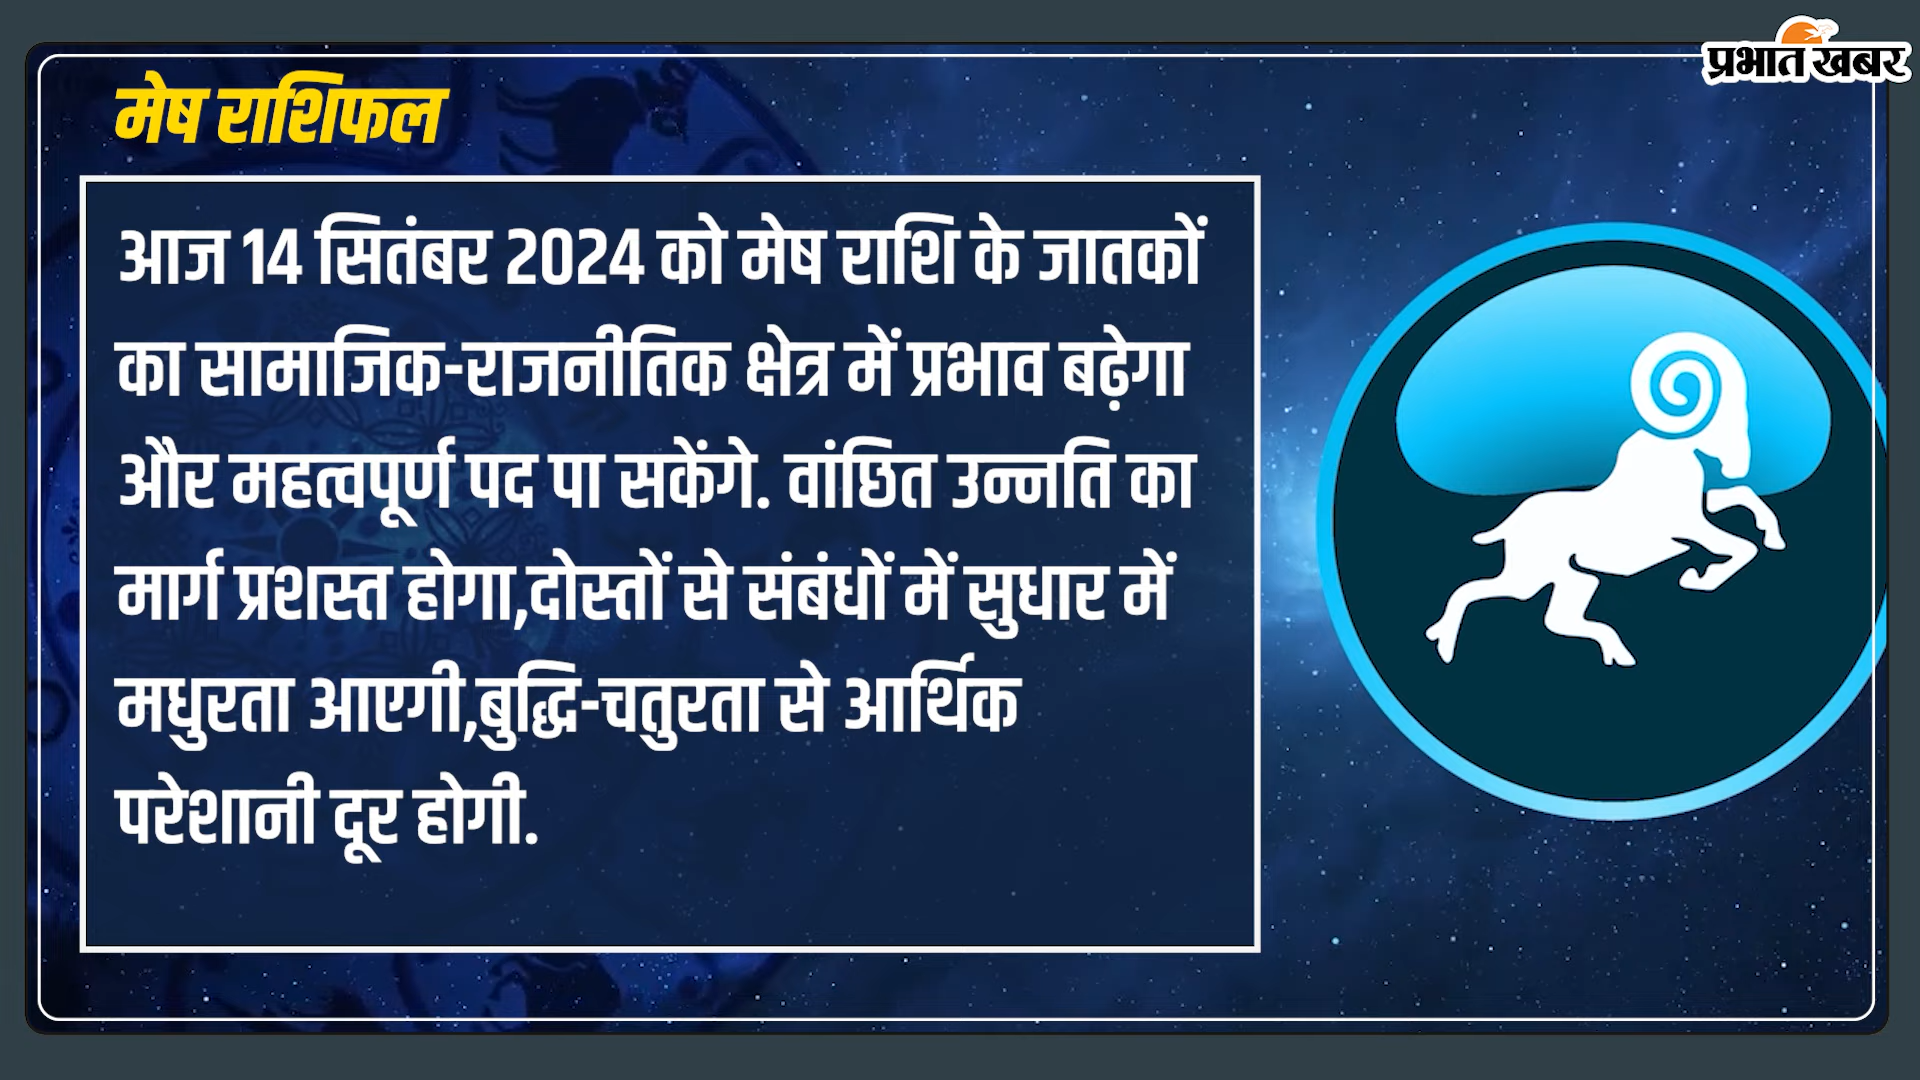 प्रभात खबर
मेष राशिफल
आज 14 सितंबर 2024 को मेष राशि के जातकों
का सामाजिक-राजनीतिक क्षेत्र में प्रभाव बढ़ेगा
और महत्वपूर्ण पद पा सकेंगे. वांछित उन्नति का
मार्ग प्रशस्त होगा,दोस्तों से संबंधों में सुधार में
मधुरता आएगी,बुद्धि-चतुरता से आर्थिक
परेशानी दूर होगी.